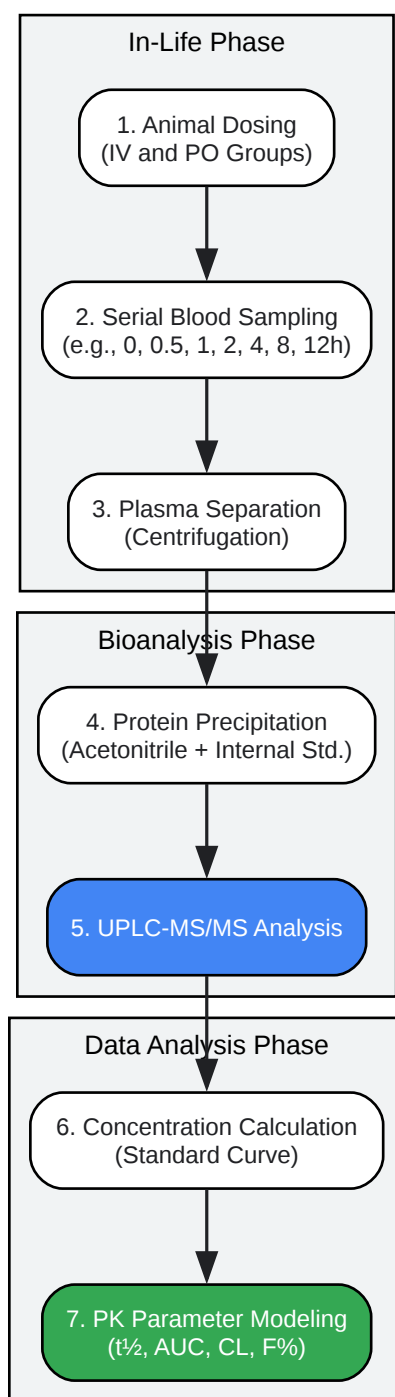 In-Life Phase
1. Animal Dosing
(IV and PO Groups)
2. Serial Blood Sampling
(e.g., 0, 0.5, 1, 2, 4, 8, 12h)
3. Plasma Separation
(Centrifugation)
Bioanalysis Phase
4. Protein Precipitation
(Acetonitrile + Internal Std.)
5. UPLC-MS/MS Analysis
Data Analysis Phase
6. Concentration Calculation
(Standard Curve)
7. PK Parameter Modeling
(t½, AUC, CL, F%)